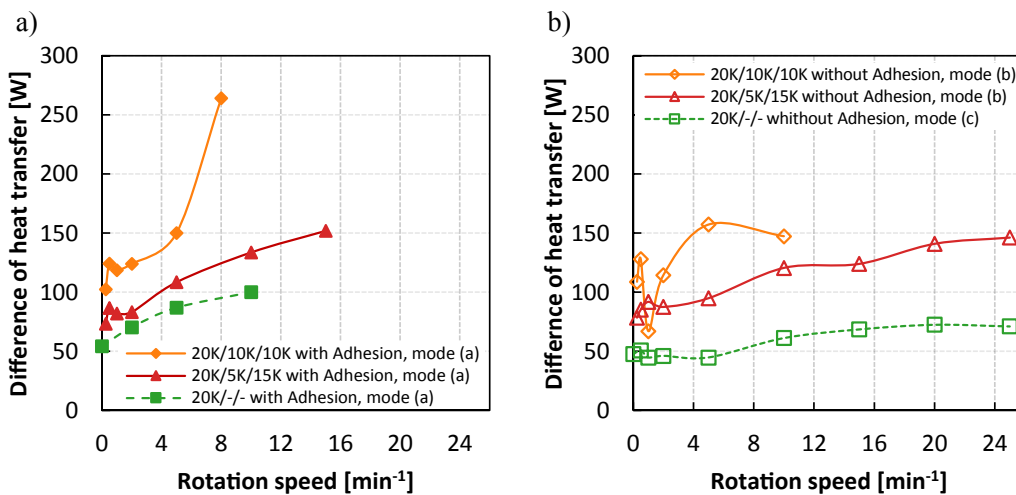 a)
Difference of heat transfer [W]
300
250
200
150
100
50
0
20K/10K/10K with Adhesion, mode (a)
20K/5K/15K with Adhesion, mode (a)
20K/-/- with Adhesion, mode (a)
0 4 8 12 16 20 24
Rotation speed [min-1]
b)
Differnce of heat transfer [W]
300
250
200
150
100
50
0
20K/10K/10K without Adhesion, mode (b)
20K/5K/15K without Adhesion, mode (b)
20K/-/- whithout Adhesion, mode (c)
0 4 8 12 16 20 24
Rotation speed [min-1]